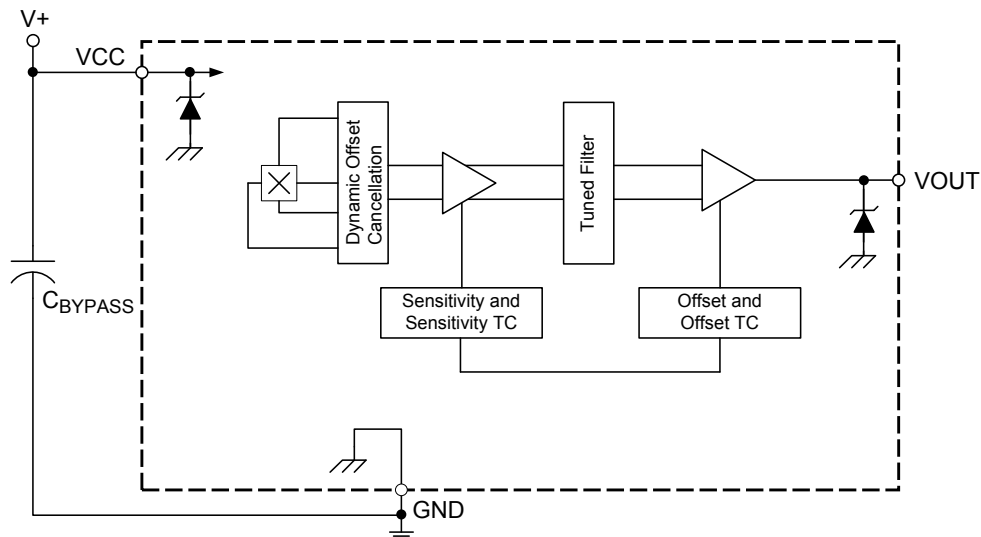 V+
VCC
Dynamic Offset
Cancellation
Tuned Filter
VOUT
CBYPASS
Sensitivity and
Sensitivity TC
Offset and
Offset TC
GND